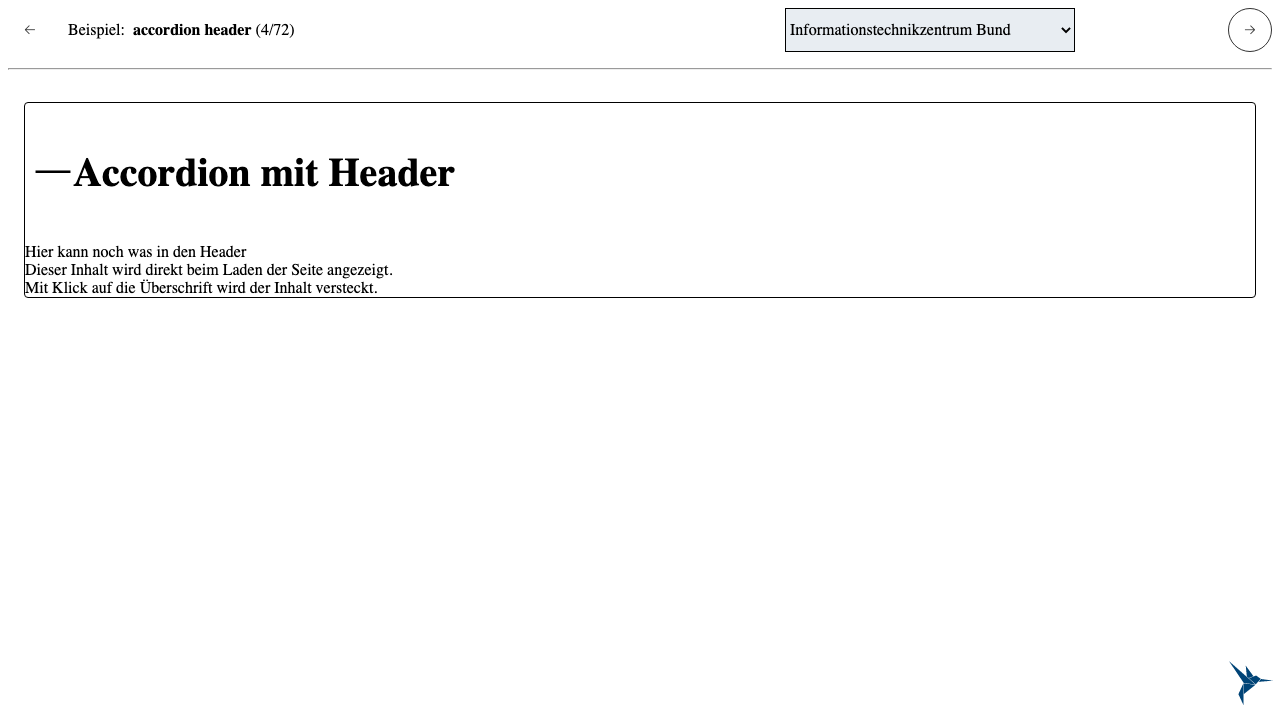 Beispiel: accordion header (4/72)
Informationstechnikzentrum Bund
Accordion mit Header
Hier kann noch was in den Header
Dieser Inhalt wird direkt beim Laden der Seite angezeigt.
Mit Klick auf die Überschrift wird der Inhalt versteckt.